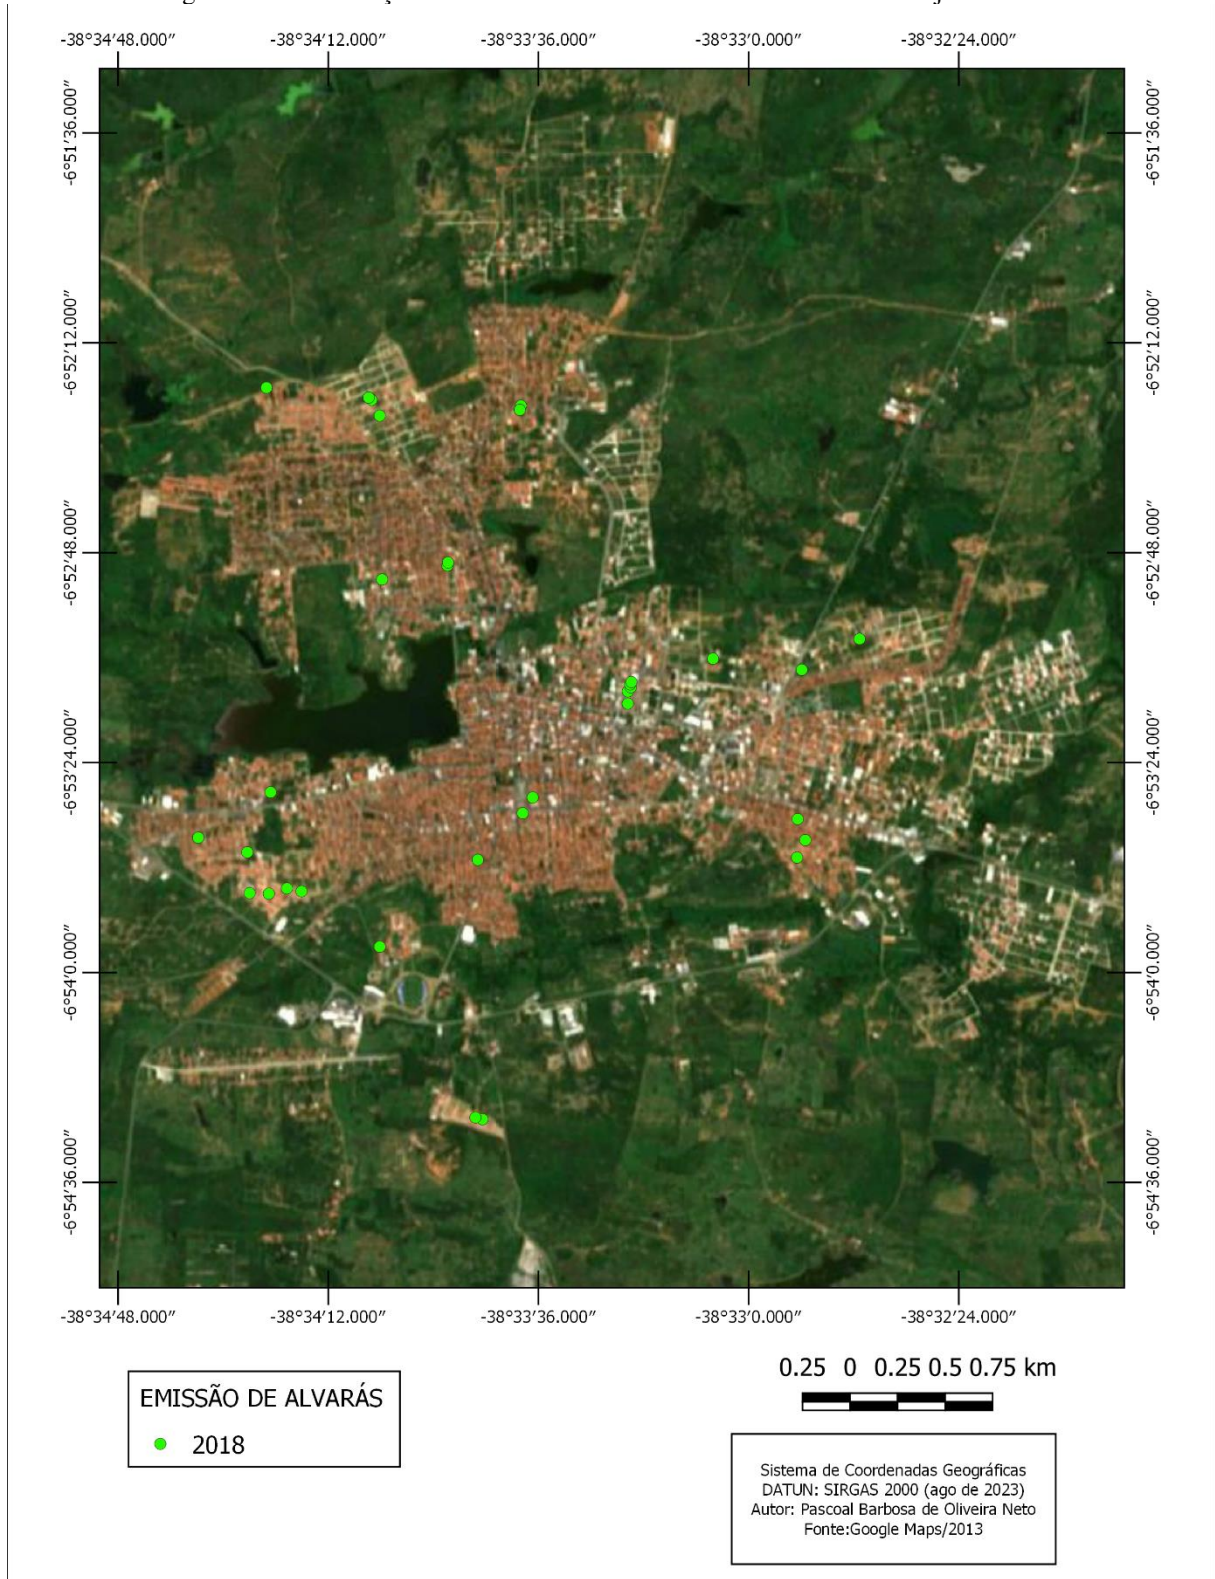 -38°34′48.000″ -38°34′12.000″ -38°33′36.000″ -38°33′0.000″ -38°32′24.000″
-6°51′36.000″ -6°51′36.000″
-6°52′12.000″ -6°52′12.000″
-6°52′48.000″ -6°52′48.000″
-6°53′24.000″ -6°53′24.000″
-6°54′0.000″ -6°54′0.000″
-6°54′36.000″ -6°54′36.000″
-38°34′48.000″ -38°34′12.000″ -38°33′36.000″ -38°33′0.000″ -38°32′24.000″
0.25 0 0.25 0.5 0.75 km
EMISSÃO DE ALVARÁS
2018
Sistema de Coordenadas Geográficas
DATUN: SIRGAS 2000 (ago de 2023)
Autor: Pascoal Barbosa de Oliveira Neto
Fonte:Google Maps/2013